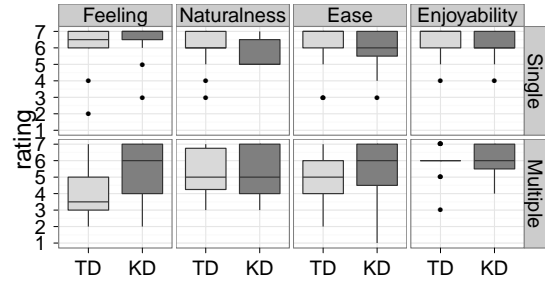 Feeling Naturalness Ease Enjoyability
rating
7
6
5
4
3
2
1
Single
7
6
5
4
3
2
1
Multiple
TD KD TD KD TD KD TD KD